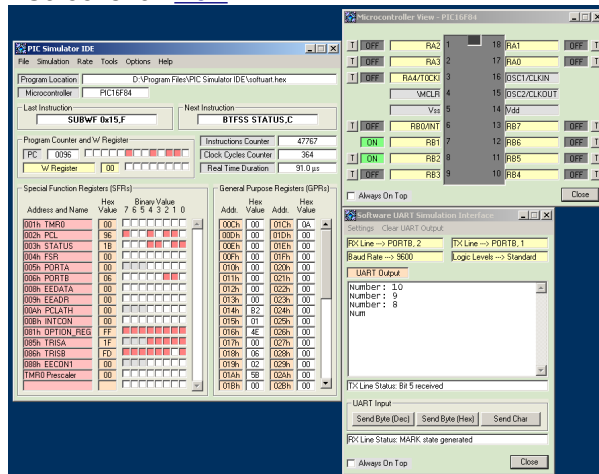 PIC Simulator IDE
File Simulation Rate Tools Options Help
Program Location D:\Program Files\PIC Simulator IDE\softuart.hex
Microcontroller PIC16F84
Last Instruction
SUBWF 0x15,F
Next Instruction
BTFSS STATUS,C
Program Counter and W Register
PC 0096
W Register 00
Instructions Counter 47767
Clock Cycles Counter 364
Real Time Duration 91.0 µs
Special Function Registers (SFRs)
Hex Binary Value
Address and Name Value 7 6 5 4 3 2 1 0
001h TMR0 00
002h PCL 96
003h STATUS 1B
004h FSR 00
005h PORTA 00
006h PORTB 06
008h EEDATA 00
009h EEADR 00
00Ah PCLATH 00
00Bh INTCON 00
081h OPTION_REG FF
085h TRISA 1F
086h TRISB FD
088h EECON1 00
TMR0 Prescaler 00
General Purpose Registers (GPRs)
Hex Hex
Addr. Value Addr. Value
00Ch 00 01Ch 0A
00Dh 00 01Dh 00
00Eh 00 01Eh 00
00Fh 00 01Fh 00
010h 00 020h 00
011h 00 021h 00
012h 00 022h 00
013h 00 023h 00
014h B2 024h 00
015h 01 025h 00
016h 4E 026h 00
017h 00 027h 00
018h 06 028h 00
019h 02 029h 00
01Ah 5B 02Ah 00
01Bh 00 02Bh 00
Microcontroller View - PIC16F84
T OFF RA2 1 18 RA1 OFF T
T OFF RA3 2 17 RA0 OFF T
T OFF RA4/T0CKI 3 16 OSC1/CLKIN
\MCLR 4 15 OSC2/CLKOUT
Vss 5 14 Vdd
T OFF RB0/INT 6 13 RB7 OFF T
ON RB1 7 12 RB6 OFF T
T ON RB2 8 11 RB5 OFF T
T OFF RB3 9 10 RB4 OFF T
Always On Top Close
Software UART Simulation Interface
Settings Clear UART Output
RX Line ---> PORTB, 2 TX Line ---> PORTB, 1
Baud Rate ---> 9600 Logic Levels ---> Standard
UART Output
Number: 10
Number: 9
Number: 8
Num
TX Line Status: Bit 5 received
UART Input
Send Byte (Dec) Send Byte (Hex) Send Char
RX Line Status: MARK state generated
Always On Top Close